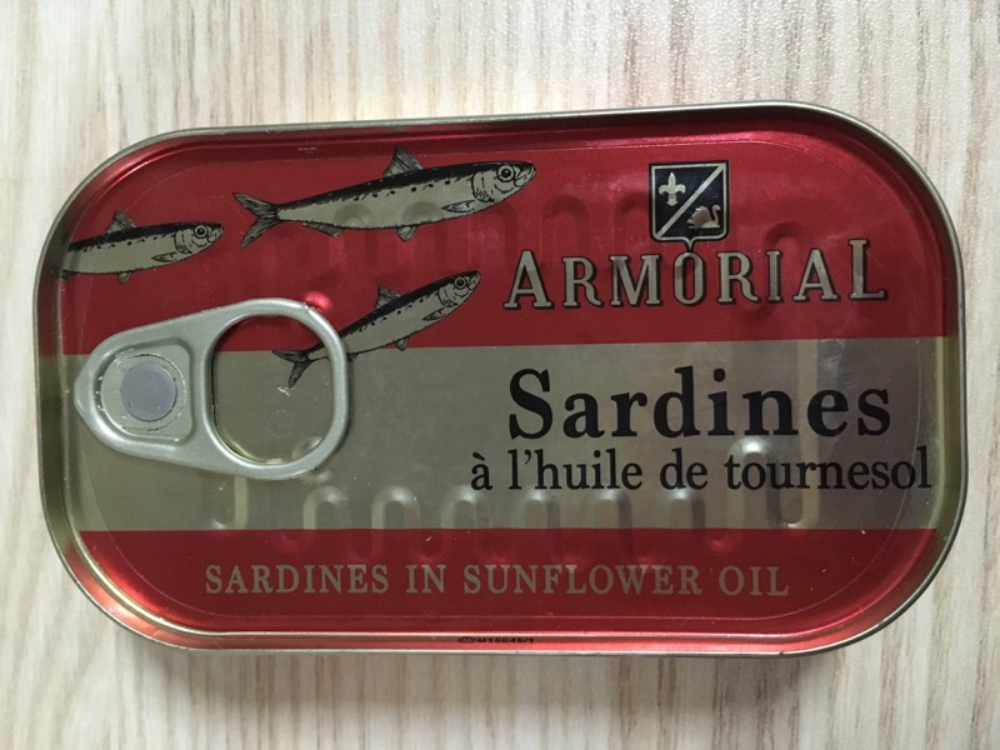 ARMORIAL
Sardines
à l'huile de tournesol
SARDINES IN SUNFLOWER OIL